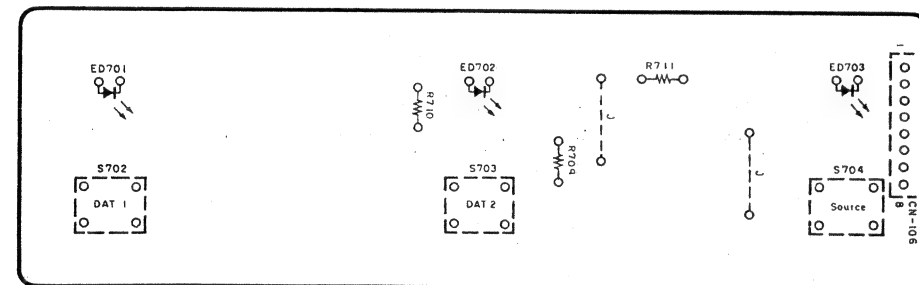 ED701
ED702
R711
ED703
1
R710
J
R709
J
S702
S703
S704
DAT 1
DAT 2
Source
8
CN-106